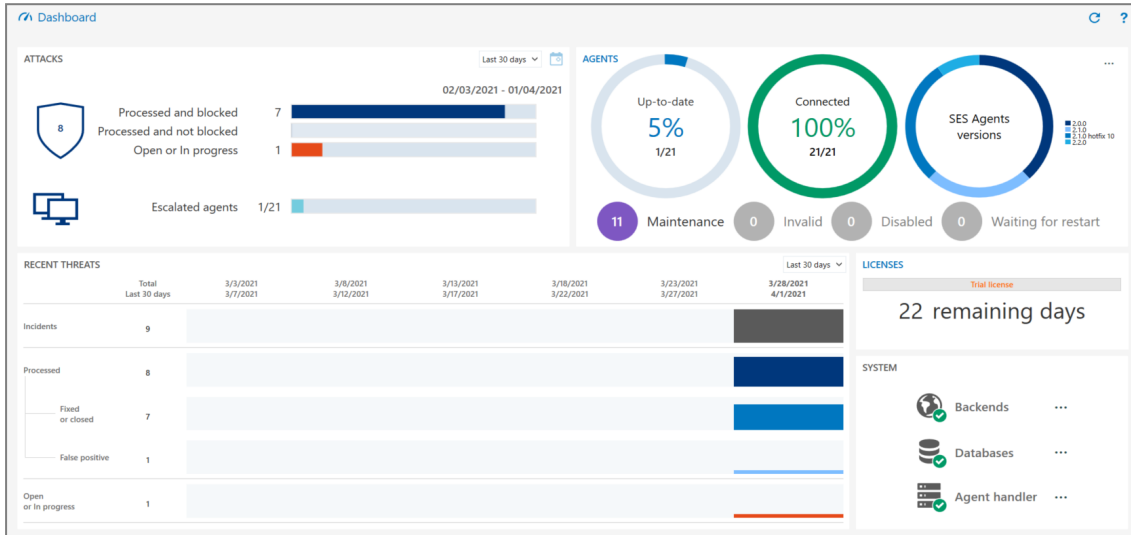 Dashboard
?
ATTACKS
Last 30 days
02/03/2021 - 01/04/2021
8
Processed and blocked 7
Processed and not blocked
Open or In progress 1
Escalated agents 1/21
AGENTS
...
Up-to-date
5%
1/21
Connected
100%
21/21
SES Agents
versions
2.0.0
2.1.0
2.1.0 hotfix 10
2.2.0
11 Maintenance 0 Invalid 0 Disabled 0 Waiting for restart
RECENT THREATS
Last 30 days
Total
Last 30 days
3/3/2021
3/7/2021
3/8/2021
3/12/2021
3/13/2021
3/17/2021
3/18/2021
3/22/2021
3/23/2021
3/27/2021
3/28/2021
4/1/2021
Incidents 9
Processed 8
Fixed
or closed 7
False positive 1
Open
or In progress 1
LICENSES
Trial license
22 remaining days
SYSTEM
Backends ...
Databases ...
Agent handler ...